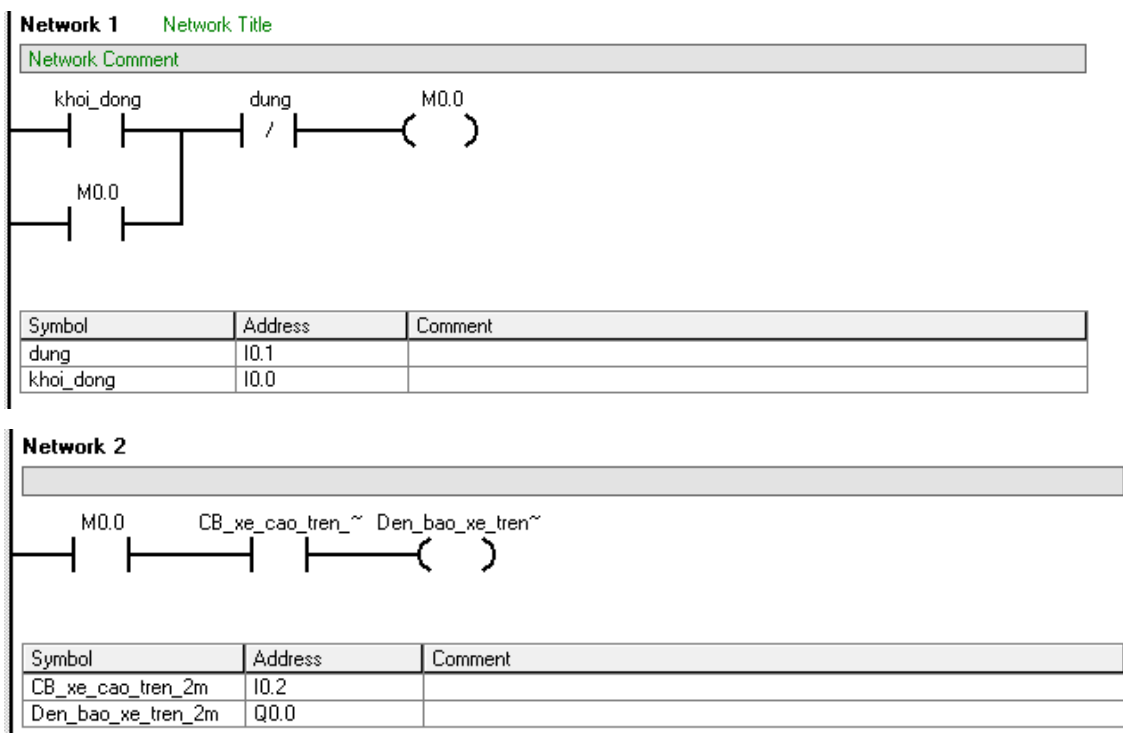 Network 1 Network Title
Network Comment
khoi_dong dung M0.0
/
M0.0
Symbol Address Comment
dung I0.1
khoi_dong I0.0
Network 2
M0.0 CB_xe_cao_tren_~ Den_bao_xe_tren~
Symbol Address Comment
CB_xe_cao_tren_2m I0.2
Den_bao_xe_tren_2m Q0.0